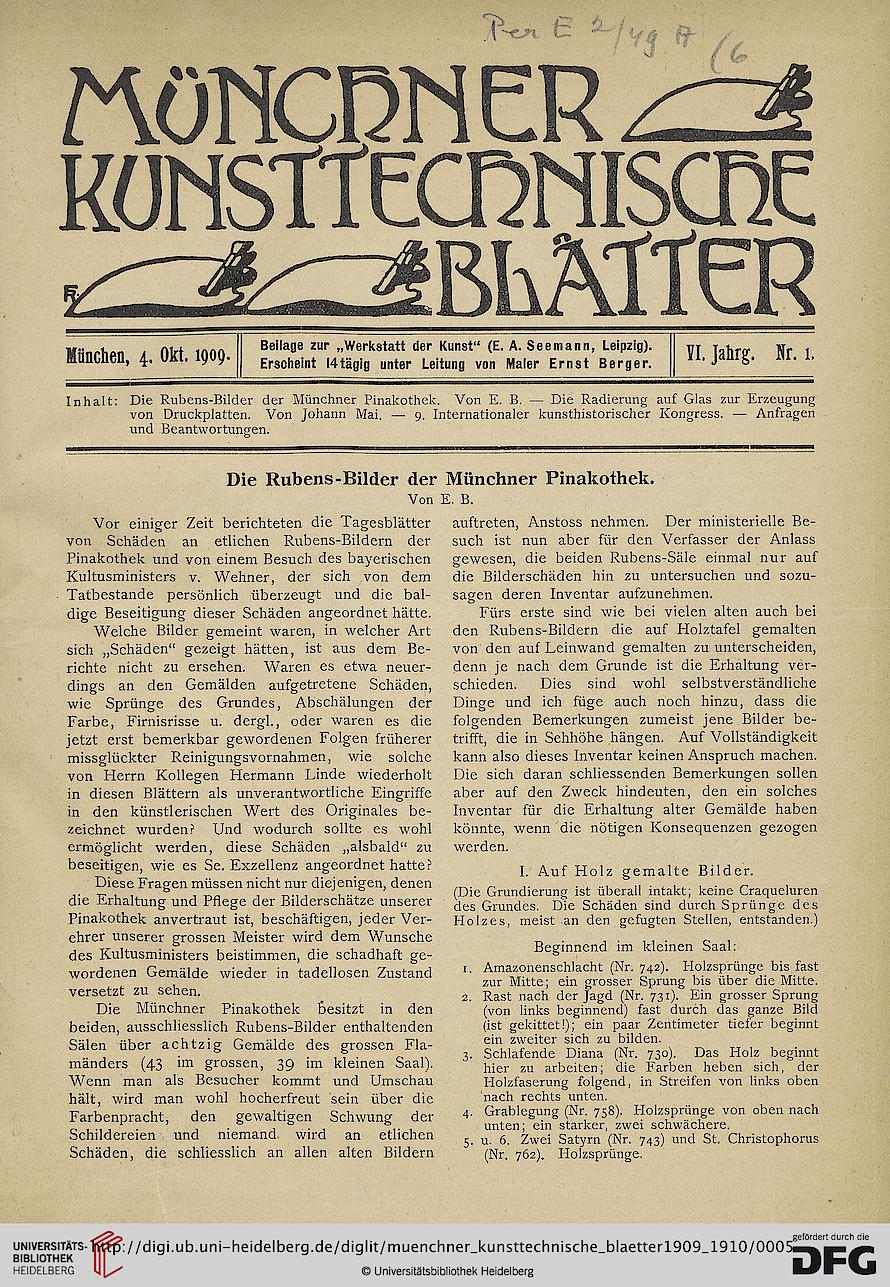 Per E 2/49 A (6
MÜNCHNER
KUNSTTECHNISCHE
BLÄTTER
München, 4. Okt. 1909.
Beilage zur „Werkstatt der Kunst“ (E. A. Seemann, Leipzig).
Erscheint 14tägig unter Leitung von Maler Ernst Berger.
VI. Jahrg. Nr. 1.
Inhalt: Die Rubens-Bilder der Münchner Pinakothek. Von E. B. — Die Radierung auf Glas zur Erzeugung
von Druckplatten. Von Johann Mai. — 9. Internationaler kunsthistorischer Kongress. — Anfragen
und Beantwortungen.
Die Rubens-Bilder der Münchner Pinakothek.
Von E. B.
Vor einiger Zeit berichteten die Tagesblätter
von Schäden an etlichen Rubens-Bildern der
Pinakothek und von einem Besuch des bayerischen
Kultusministers v. Wehner, der sich von dem
Tatbestande persönlich überzeugt und die bal-
dige Beseitigung dieser Schäden angeordnet hätte.
Welche Bilder gemeint waren, in welcher Art
sich „Schäden“ gezeigt hätten, ist aus dem Be-
richte nicht zu ersehen. Waren es etwa neuer-
dings an den Gemälden aufgetretene Schäden,
wie Sprünge des Grundes, Abschälungen der
Farbe, Firnisrisse u. dergl., oder waren es die
jetzt erst bemerkbar gewordenen Folgen früherer
missglückter Reinigungsvornahmen, wie solche
von Herrn Kollegen Hermann Linde wiederholt
in diesen Blättern als unverantwortliche Eingriffe
in den künstlerischen Wert des Originales be-
zeichnet wurden? Und wodurch sollte es wohl
ermöglicht werden, diese Schäden „alsbald“ zu
beseitigen, wie es Se. Exzellenz angeordnet hatte?
Diese Fragen müssen nicht nur diejenigen, denen
die Erhaltung und Pflege der Bilderschätze unserer
Pinakothek anvertraut ist, beschäftigen, jeder Ver-
ehrer unserer grossen Meister wird dem Wunsche
des Kultusministers beistimmen, die schadhaft ge-
wordenen Gemälde wieder in tadellosen Zustand
versetzt zu sehen.
Die Münchner Pinakothek besitzt in den
beiden, ausschliesslich Rubens-Bilder enthaltenden
Sälen über achtzig Gemälde des grossen Fla-
mänders (43 im grossen, 39 im kleinen Saal).
Wenn man als Besucher kommt und Umschau
hält, wird man wohl hocherfreut sein über die
Farbenpracht, den gewaltigen Schwung der
Schildereien und niemand wird an etlichen
Schäden, die schliesslich an allen alten Bildern
auftreten, Anstoss nehmen. Der ministerielle Be-
such ist nun aber für den Verfasser der Anlass
gewesen, die beiden Rubens-Säle einmal nur auf
die Bilderschäden hin zu untersuchen und sozu-
sagen deren Inventar aufzunehmen.
Fürs erste sind wie bei vielen alten auch bei
den Rubens-Bildern die auf Holztafel gemalten
von den auf Leinwand gemalten zu unterscheiden,
denn je nach dem Grunde ist die Erhaltung ver-
schieden. Dies sind wohl selbstverständliche
Dinge und ich füge auch noch hinzu, dass die
folgenden Bemerkungen zumeist jene Bilder be-
trifft, die in Sehhöhe hängen. Auf Vollständigkeit
kann also dieses Inventar keinen Anspruch machen.
Die sich daran schliessenden Bemerkungen sollen
aber auf den Zweck hindeuten, den ein solches
Inventar für die Erhaltung alter Gemälde haben
könnte, wenn die nötigen Konsequenzen gezogen
werden.
I. Auf Holz gemalte Bilder.
(Die Grundierung ist überall intakt; keine Craqueluren
des Grundes. Die Schäden sind durch Sprünge des
Holzes, meist an den gefugten Stellen, entstanden.)
Beginnend im kleinen Saal:
1. Amazonenschlacht (Nr. 742). Holzsprünge bis fast
zur Mitte; ein grosser Sprung bis über die Mitte.
2. Rast nach der Jagd (Nr. 731). Ein grosser Sprung
(von links beginnend) fast durch das ganze Bild
(ist gekittet!); ein paar Zentimeter tiefer beginnt
ein zweiter sich zu bilden.
3. Schlafende Diana (Nr. 730). Das Holz beginnt
hier zu arbeiten; die Farben heben sich, der
Holzfaserung folgend, in Streifen von links oben
nach rechts unten.
4. Grablegung (Nr. 758). Holzsprünge von oben nach
unten; ein starker, zwei schwächere.
5. u. 6. Zwei Satyrn (Nr. 743) und St. Christophorus
(Nr. 762). Holzsprünge.
UNIVERSITÄTS-
BIBLIOTHEK
HEIDELBERG
http://digi.ub.uni-heidelberg.de/diglit/muenchner_kunsttechnische_blaetter1909_1910/0005
© Universitätsbibliothek Heidelberg
gefördert durch die
DFG